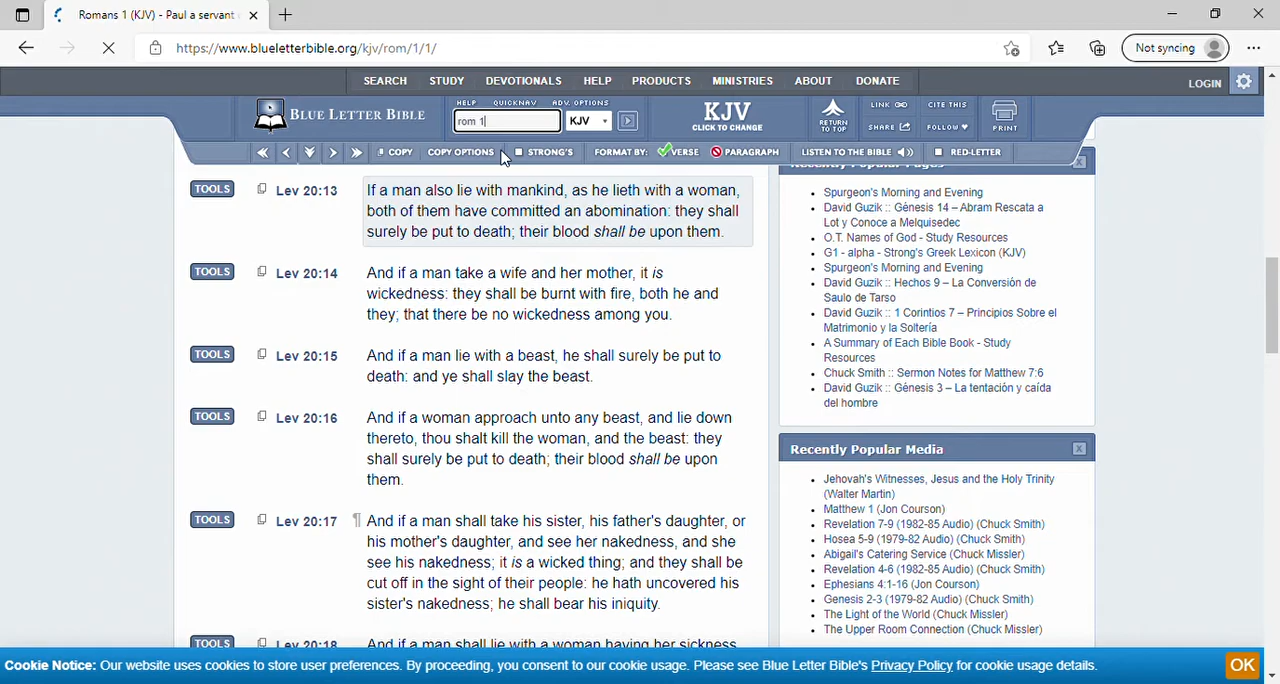 Romans 1 (KJV) - Paul a servant
https://www.blueletterbible.org/kjv/rom/1/1/
Not syncing
SEARCH STUDY DEVOTIONALS HELP PRODUCTS MINISTRIES ABOUT DONATE
LOGIN
BLUE LETTER BIBLE
HELP QUICKNAV ADV. OPTIONS
rom 1
KJV
KJV
CLICK TO CHANGE
RETURN
TO TOP
LINK CITE THIS
SHARE FOLLOW
PRINT
COPY COPY OPTIONS STRONG'S FORMAT BY: VERSE PARAGRAPH LISTEN TO THE BIBLE RED-LETTER
TOOLS Lev 20:13 If a man also lie with mankind, as he lieth with a woman,
both of them have committed an abomination: they shall
surely be put to death; their blood shall be upon them.
TOOLS Lev 20:14 And if a man take a wife and her mother, it is
wickedness: they shall be burnt with fire, both he and
they; that there be no wickedness among you.
TOOLS Lev 20:15 And if a man lie with a beast, he shall surely be put to
death: and ye shall slay the beast.
TOOLS Lev 20:16 And if a woman approach unto any beast, and lie down
thereto, thou shalt kill the woman, and the beast: they
shall surely be put to death; their blood shall be upon
them.
TOOLS Lev 20:17 ¶ And if a man shall take his sister, his father's daughter, or
his mother's daughter, and see her nakedness, and she
see his nakedness; it is a wicked thing; and they shall be
cut off in the sight of their people: he hath uncovered his
sister's nakedness; he shall bear his iniquity.
TOOLS Lev 20:18 And if a man shall lie with a woman having her sickness,
Recently Popular Pages
Spurgeon's Morning and Evening
David Guzik :: Génesis 14 – Abram Rescata a
Lot y Conoce a Melquisedec
O.T. Names of God - Study Resources
G1 - alpha - Strong's Greek Lexicon (KJV)
Spurgeon's Morning and Evening
David Guzik :: Hechos 9 – La Conversión de
Saulo de Tarso
David Guzik :: 1 Corintios 7 – Principios Sobre el
Matrimonio y la Soltería
A Summary of Each Bible Book - Study
Resources
Chuck Smith :: Sermon Notes for Matthew 7:6
David Guzik :: Génesis 3 – La tentación y caída
del hombre
Recently Popular Media
Jehovah's Witnesses, Jesus and the Holy Trinity
(Walter Martin)
Matthew 1 (Jon Courson)
Revelation 7-9 (1982-85 Audio) (Chuck Smith)
Hosea 5-9 (1979-82 Audio) (Chuck Smith)
Abigail's Catering Service (Chuck Missler)
Revelation 4-6 (1982-85 Audio) (Chuck Smith)
Ephesians 4:1-16 (Jon Courson)
Genesis 2-3 (1979-82 Audio) (Chuck Smith)
The Light of the World (Chuck Missler)
The Upper Room Connection (Chuck Missler)
Cookie Notice: Our website uses cookies to store user preferences. By proceeding, you consent to our cookie usage. Please see Blue Letter Bible's Privacy Policy for cookie usage details.
OK